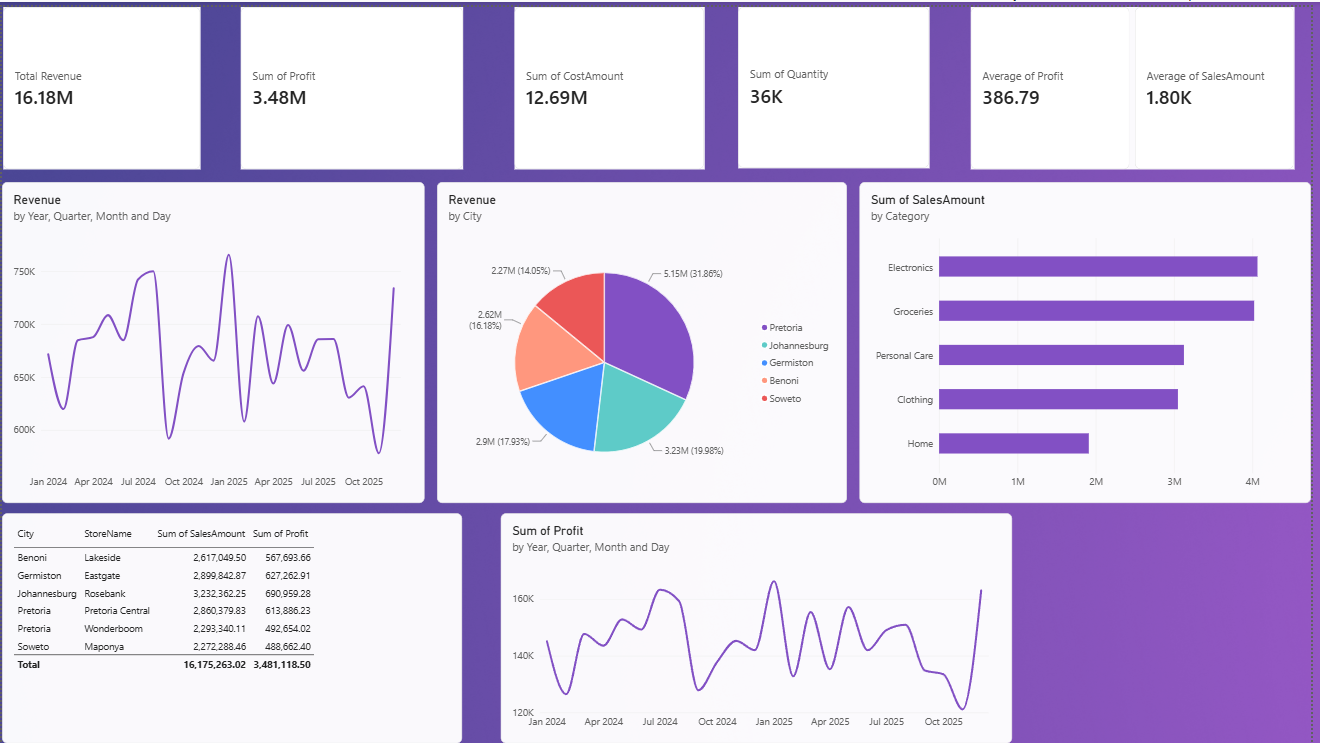 Total Revenue
16.18M
Sum of Profit
3.48M
Sum of CostAmount
12.69M
Sum of Quantity
36K
Average of Profit
386.79
Average of SalesAmount
1.80K
Revenue
by Year, Quarter, Month and Day
750K
700K
650K
600K
Jan 2024 Apr 2024 Jul 2024 Oct 2024 Jan 2025 Apr 2025 Jul 2025 Oct 2025
Revenue
by City
2.27M (14.05%)
5.15M (31.86%)
2.62M
(16.18%)
2.9M (17.93%)
3.23M (19.98%)
Pretoria
Johannesburg
Germiston
Benoni
Soweto
Sum of SalesAmount
by Category
Electronics
Groceries
Personal Care
Clothing
Home
0M 1M 2M 3M 4M
City StoreName Sum of SalesAmount Sum of Profit
Benoni Lakeside 2,617,049.50 567,693.66
Germiston Eastgate 2,899,842.87 627,262.91
Johannesburg Rosebank 3,232,362.25 690,959.28
Pretoria Pretoria Central 2,860,379.83 613,886.23
Pretoria Wonderboom 2,293,340.11 492,654.02
Soweto Maponya 2,272,288.46 488,662.40
Total 16,175,263.02 3,481,118.50
Sum of Profit
by Year, Quarter, Month and Day
160K
140K
120K
Jan 2024 Apr 2024 Jul 2024 Oct 2024 Jan 2025 Apr 2025 Jul 2025 Oct 2025